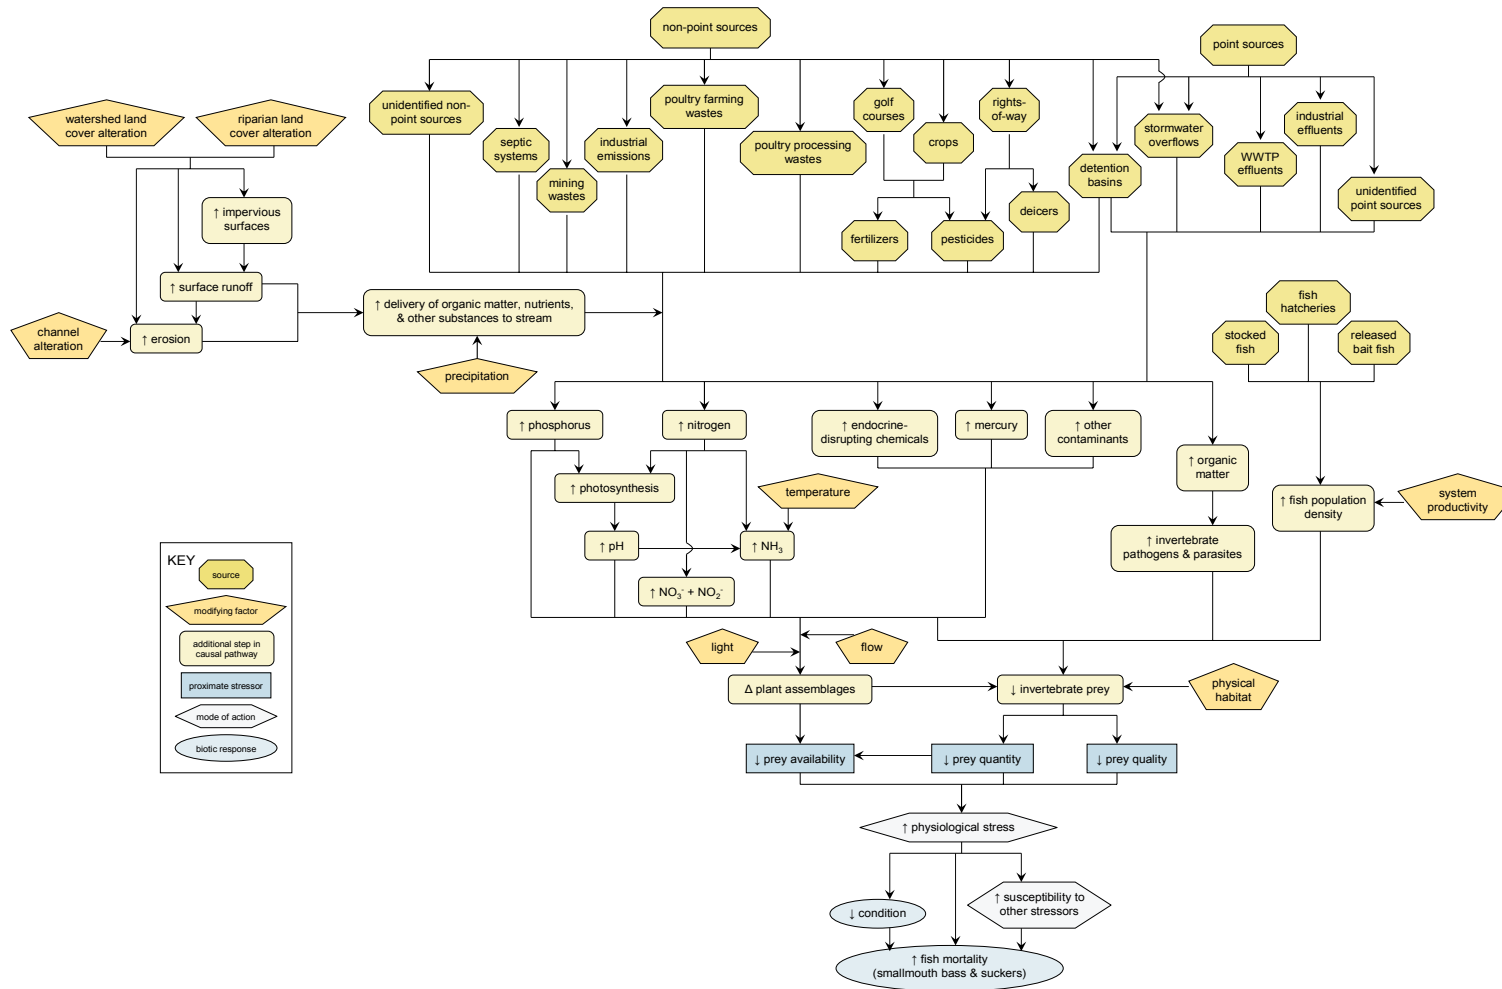 non-point sources
point sources
watershed land
cover alteration
riparian land
cover alteration
unidentified non-
point sources
septic
systems
mining
wastes
industrial
emissions
poultry farming
wastes
poultry processing
wastes
golf
courses
crops
rights-
of-way
detention
basins
stormwater
overflows
WWTP
effluents
industrial
effluents
unidentified
point sources
↑ impervious
surfaces
fertilizers
pesticides
deicers
↑ surface runoff
channel
alteration
↑ erosion
↑ delivery of organic matter, nutrients,
& other substances to stream
precipitation
fish
hatcheries
stocked
fish
released
bait fish
↑ phosphorus
↑ nitrogen
↑ endocrine-
disrupting chemicals
↑ mercury
↑ other
contaminants
↑ organic
matter
↑ photosynthesis
temperature
↑ fish population
density
system
productivity
↑ pH
↑ NH₃
↑ invertebrate
pathogens & parasites
↑ NO₃⁻ + NO₂⁻
KEY
source
modifying factor
additional step in
causal pathway
proximate stressor
mode of action
biotic response
light
flow
Δ plant assemblages
↓ invertebrate prey
physical
habitat
↓ prey availability
↓ prey quantity
↓ prey quality
↑ physiological stress
↓ condition
↑ susceptibility to
other stressors
↑ fish mortality
(smallmouth bass & suckers)